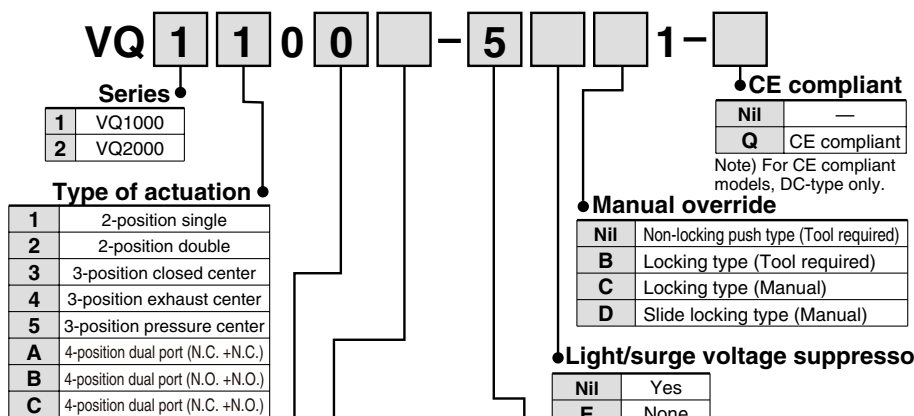 VQ 1 1 0 0 – 5 1 –
Series
1 VQ1000
2 VQ2000
Type of actuation
1 2-position single
2 2-position double
3 3-position closed center
4 3-position exhaust center
5 3-position pressure center
A 4-position dual port (N.C. +N.C.)
B 4-position dual port (N.O. +N.O.)
C 4-position dual port (N.C. +N.O.)
CE compliant
Nil —
Q CE compliant
Note) For CE compliant
models, DC-type only.
Manual override
Nil Non-locking push type (Tool required)
B Locking type (Tool required)
C Locking type (Manual)
D Slide locking type (Manual)
Light/surge voltage suppresso
Nil Yes
E None